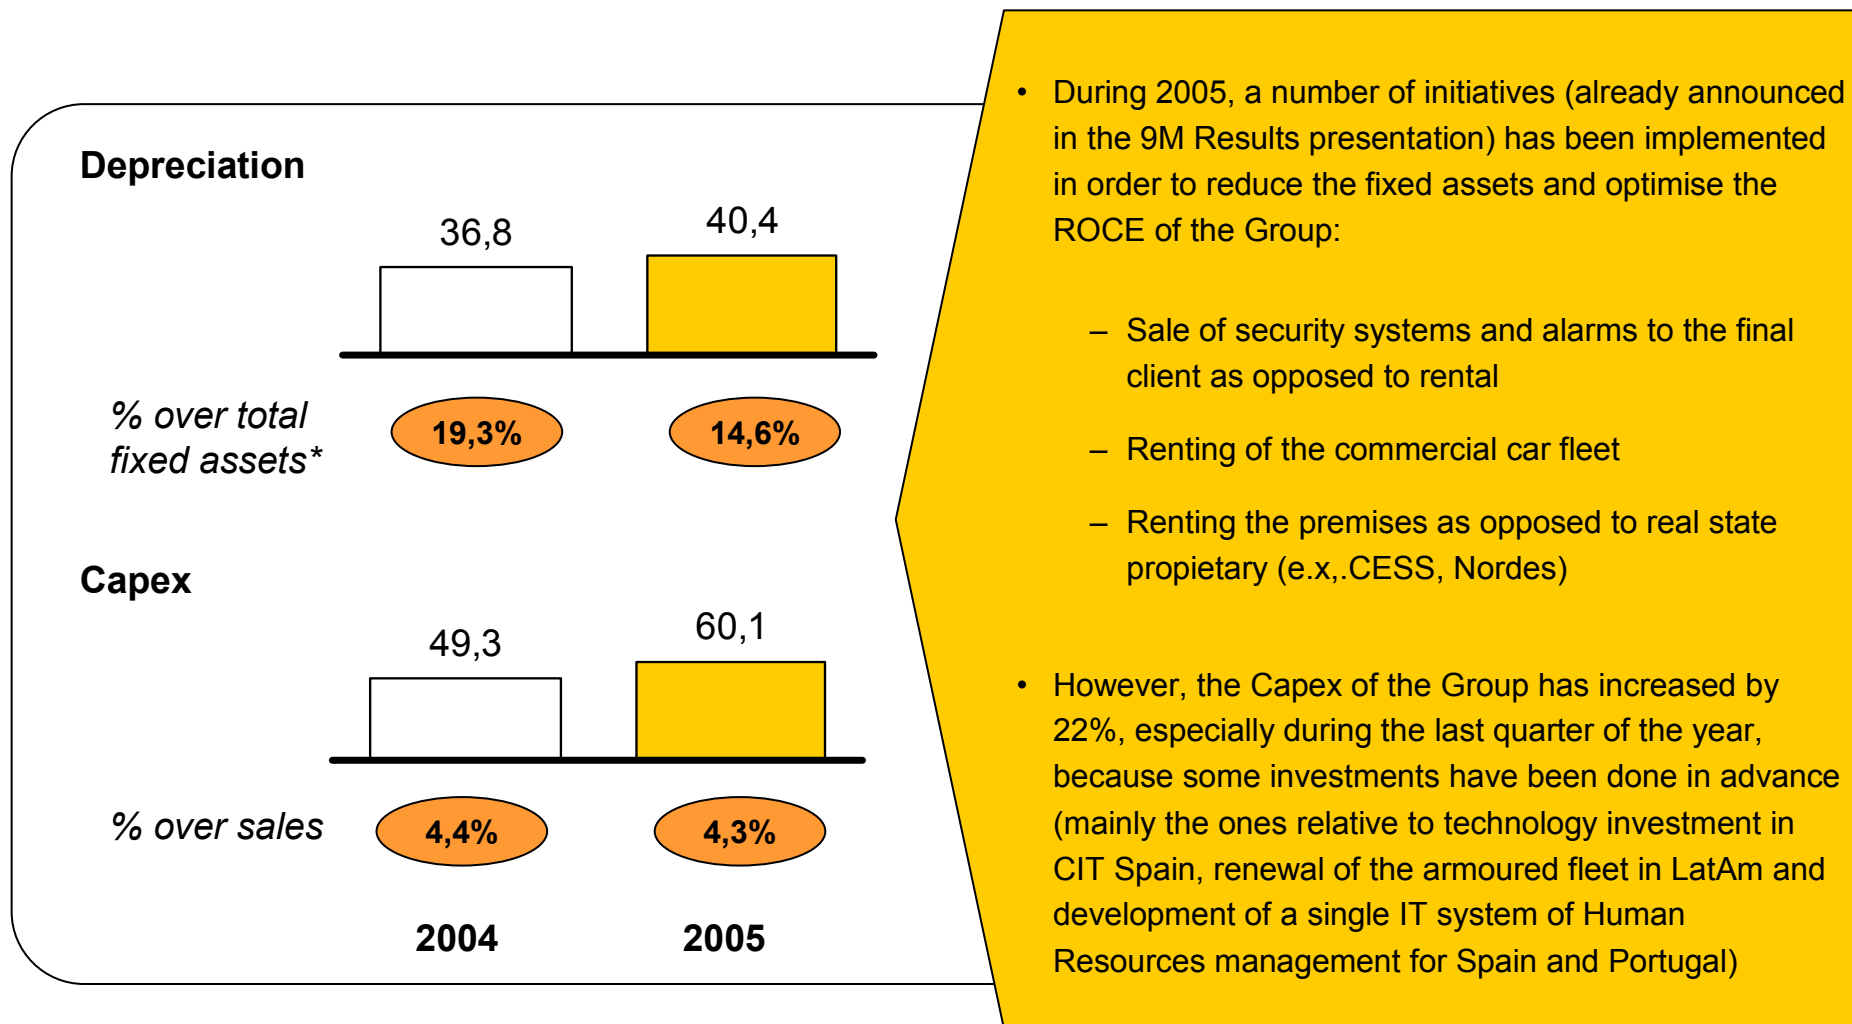 Depreciation
36,8
40,4
% over total
fixed assets*
19,3%
14,6%
Capex
49,3
60,1
% over sales
4,4%
4,3%
2004
2005
• During 2005, a number of initiatives (already announced
in the 9M Results presentation) has been implemented
in order to reduce the fixed assets and optimise the
ROCE of the Group:
– Sale of security systems and alarms to the final
client as opposed to rental
– Renting of the commercial car fleet
– Renting the premises as opposed to real state
propietary (e.x,.CESS, Nordes)
• However, the Capex of the Group has increased by
22%, especially during the last quarter of the year,
because some investments have been done in advance
(mainly the ones relative to technology investment in
CIT Spain, renewal of the armoured fleet in LatAm and
development of a single IT system of Human
Resources management for Spain and Portugal)